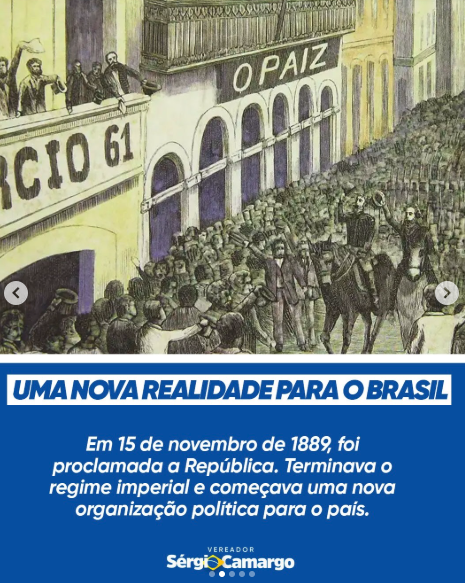 O PAIZ
RCIO 61
UMA NOVA REALIDADE PARA O BRASIL
Em 15 de novembro de 1889, foi
proclamada a República. Terminava o
regime imperial e começava uma nova
organização política para o país.
VEREADOR
Sérgio Camargo